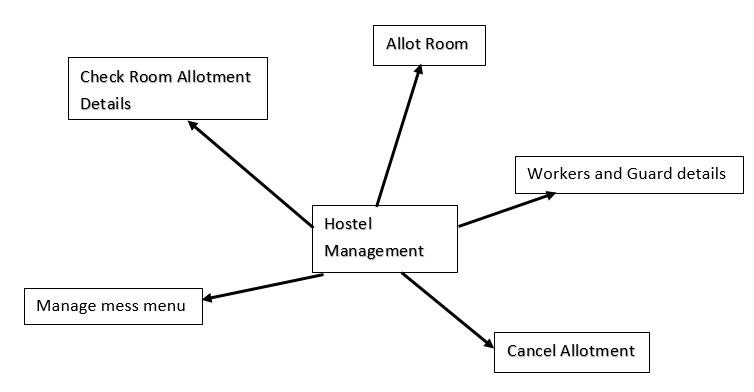 Allot Room
Check Room Allotment
Details
Workers and Guard details
Hostel
Management
Manage mess menu
Cancel Allotment